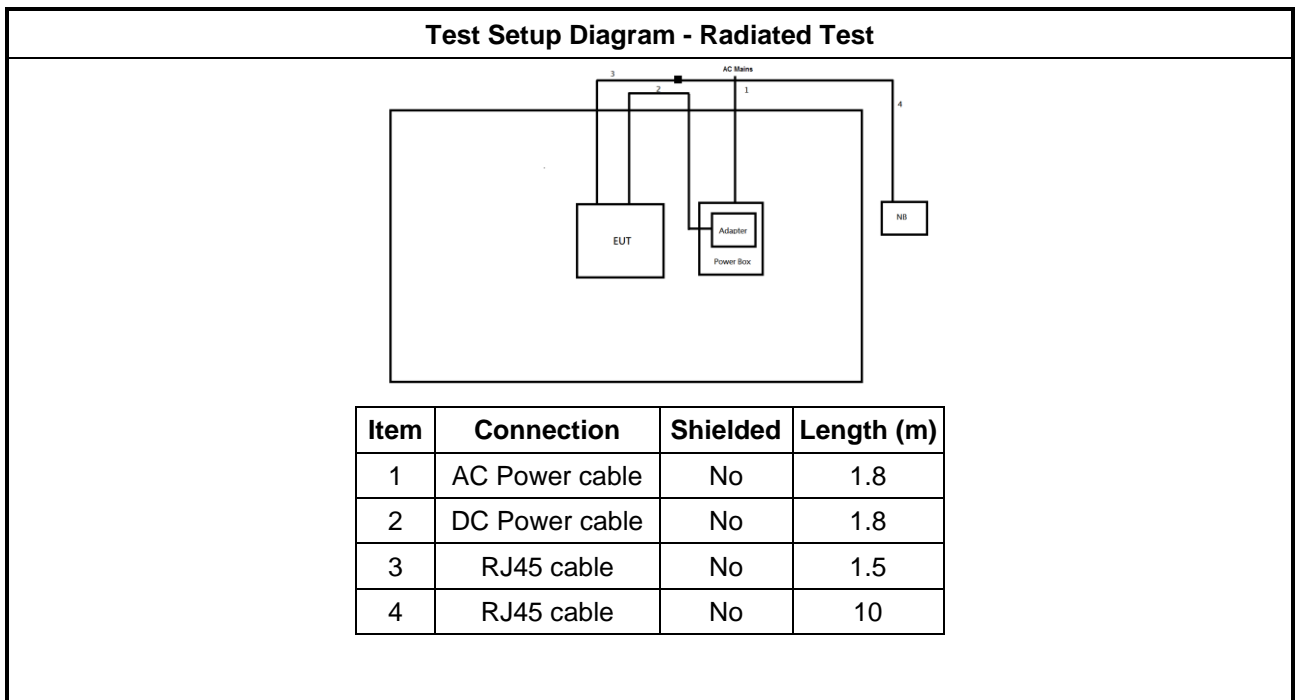 Test Setup Diagram - Radiated Test
AC Mains
3
2
1
4
EUT
Adapter
Power Box
NB
Item Connection Shielded Length (m)
1 AC Power cable No 1.8
2 DC Power cable No 1.8
3 RJ45 cable No 1.5
4 RJ45 cable No 10